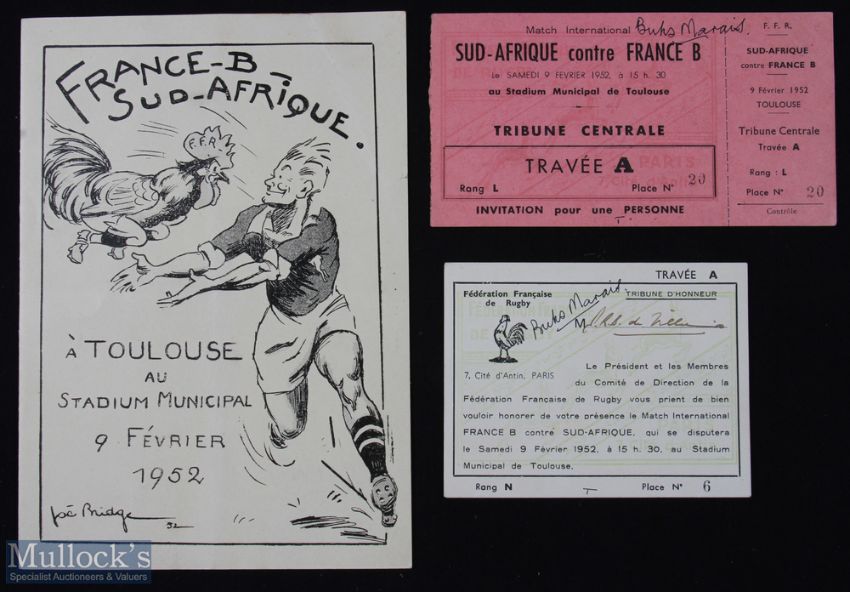 FRANCE-B-
SUD-AFRIQUE.
F.F.R.
À TOULOUSE
AU
STADIUM MUNICIPAL
9 FÉVRIER
1952
Joë Bridge 52
Match International Buks Marais.
SUD-AFRIQUE contre FRANCE B
Le SAMEDI 9 FEVRIER 1952, à 15 h. 30
au Stadium Municipal de Toulouse
TRIBUNE CENTRALE
TRAVÉE A
Rang L Place N° 20
INVITATION pour une PERSONNE
F. F. R.
SUD-AFRIQUE
contre FRANCE B
9 Février 1952
TOULOUSE
Tribune Centrale
Travée A
Rang : L
Place N° 20
Contrôle
TRAVÉE A
Fédération Française
de Rugby
TRIBUNE D'HONNEUR
Buks Marais
M de
7, Cité d'Antin, PARIS
Le Président et les Membres
du Comité de Direction de la
Fédération Française de Rugby vous prient de bien
vouloir honorer de votre présence le Match International
FRANCE B contre SUD-AFRIQUE, qui se disputera
le Samedi 9 Février 1952, à 15 h. 30, au Stadium
Municipal de Toulouse.
Rang N Place N° 6
Mullock's
Specialist Auctioneers & Valuers